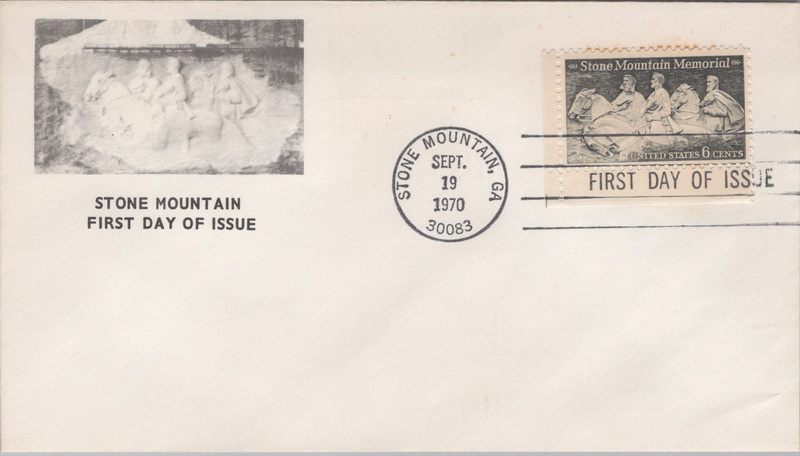 STONE MOUNTAIN
FIRST DAY OF ISSUE
STONE MOUNTAIN, GA
SEPT.
19
1970
30083
Stone Mountain Memorial
UNITED STATES 6 CENTS
FIRST DAY OF ISSUE